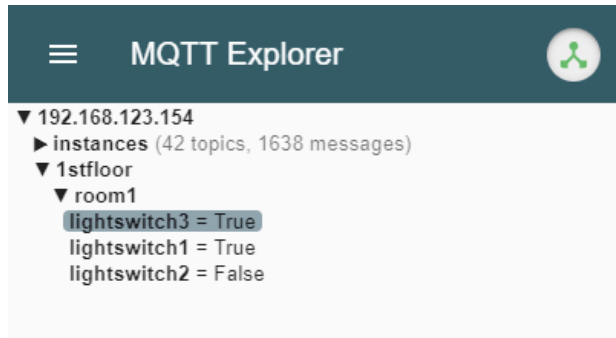 MQTT Explorer
192.168.123.154
instances (42 topics, 1638 messages)
1stfloor
room1
lightswitch3 = True
lightswitch1 = True
lightswitch2 = False